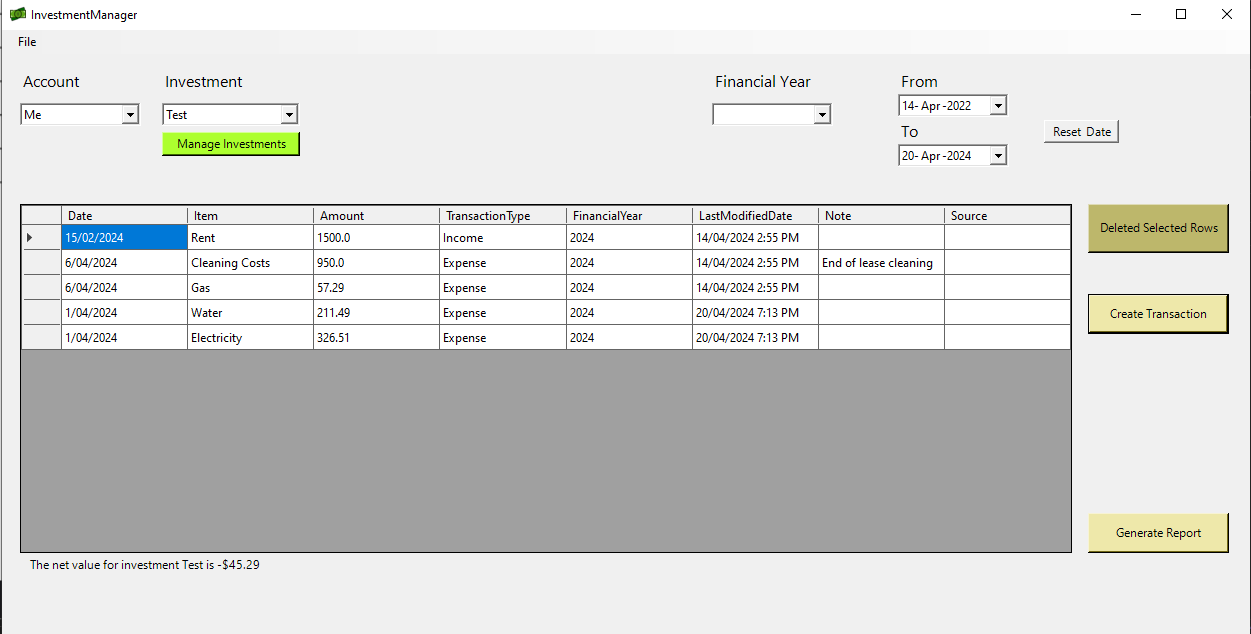 InvestmentManager
File
Account Investment Financial Year From
Me Test 14- Apr -2022
Manage Investments To Reset Date
20- Apr -2024
Date Item Amount TransactionType FinancialYear LastModifiedDate Note Source
15/02/2024 Rent 1500.0 Income 2024 14/04/2024 2:55 PM
6/04/2024 Cleaning Costs 950.0 Expense 2024 14/04/2024 2:55 PM End of lease cleaning
6/04/2024 Gas 57.29 Expense 2024 14/04/2024 2:55 PM
1/04/2024 Water 211.49 Expense 2024 20/04/2024 7:13 PM
1/04/2024 Electricity 326.51 Expense 2024 20/04/2024 7:13 PM
Deleted Selected Rows
Create Transaction
Generate Report
The net value for investment Test is -$45.29